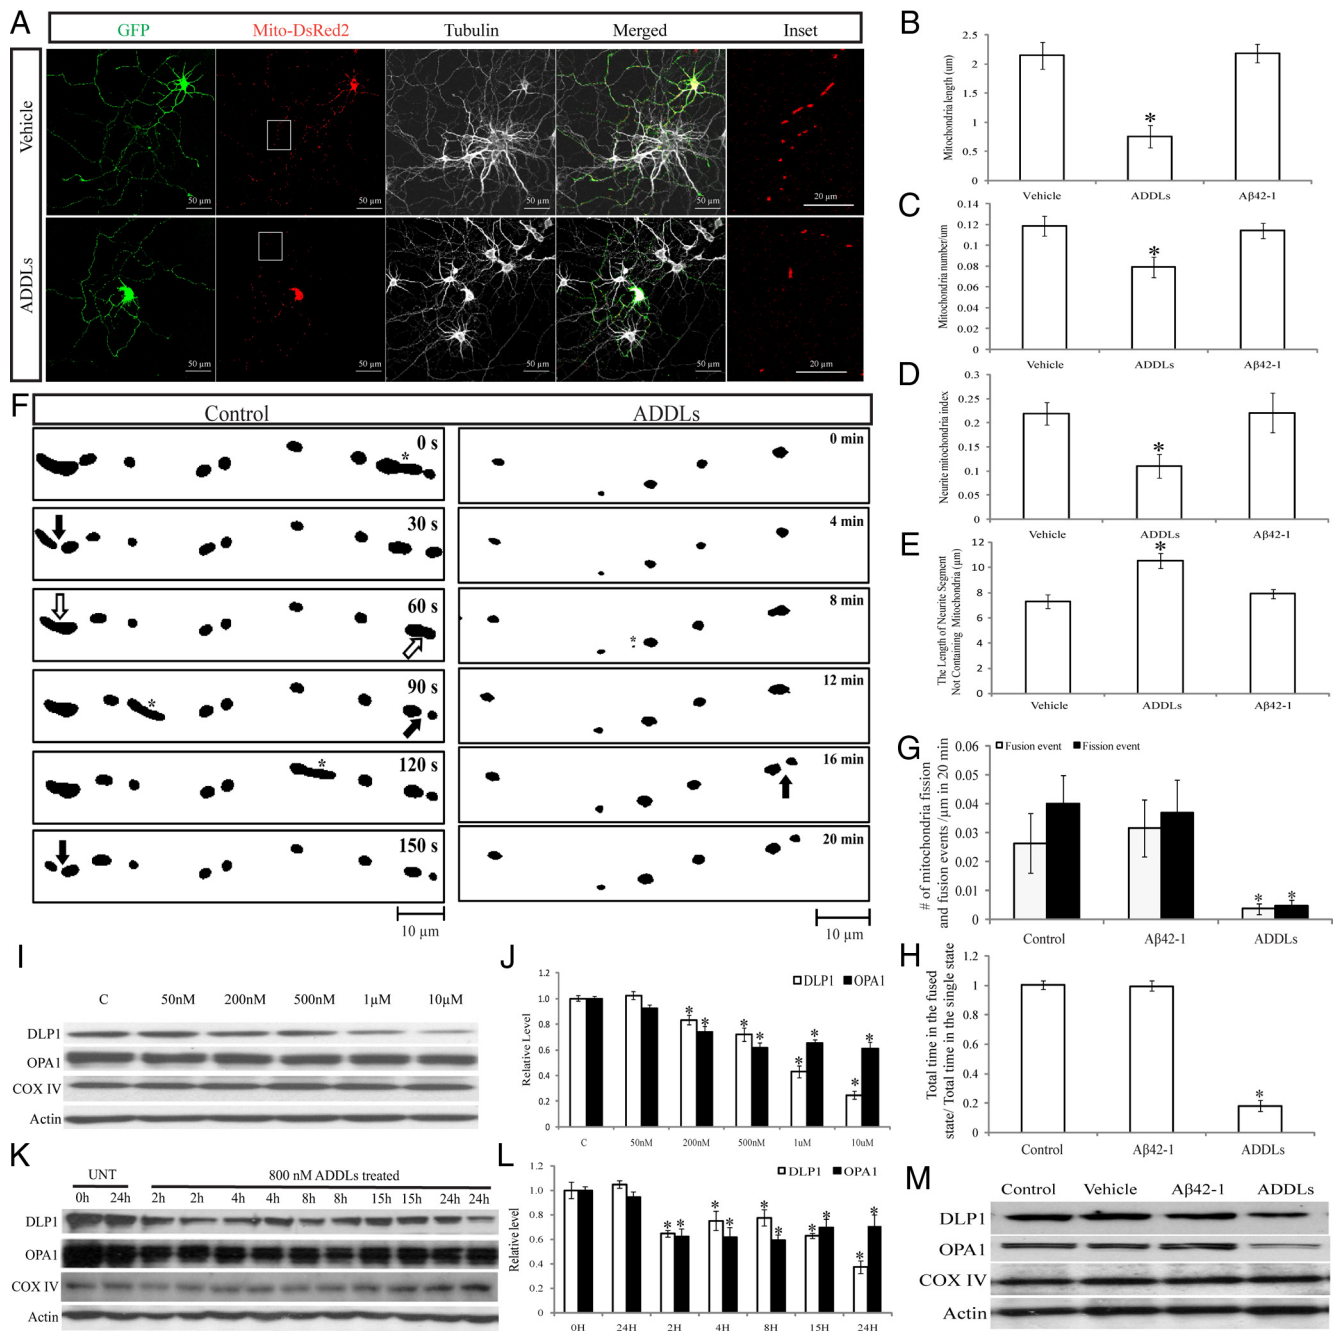 A
GFP Mito-DsRed2 Tubulin Merged Inset
Vehicle
50 µm 50 µm 50 µm 50 µm 20 µm
ADDLs
50 µm 50 µm 50 µm 50 µm 20 µm
B
Mitochondria length (um)
2.5
2
1.5
1
0.5
0
*
Vehicle ADDLs Aβ42-1
C
Mitochondria number/um
0.14
0.12
0.1
0.08
0.06
0.04
0.02
0
*
Vehicle ADDLs Aβ42-1
D
Neurite mitochondria index
0.3
0.25
0.2
0.15
0.1
0.05
0
*
Vehicle ADDLs Aβ42-1
E
The Length of Neurite Segment
Not Containing Mitochondria (µm)
12
10
8
6
4
2
0
*
Vehicle ADDLs Aβ42-1
F
Control ADDLs
0 s
*
30 s
60 s
90 s
*
120 s
*
150 s
10 µm
0 min
4 min
8 min
*
12 min
16 min
20 min
10 µm
G
# of mitochondria fission
and fusion events /µm in 20 min
Fusion event Fission event
0.06
0.05
0.04
0.03
0.02
0.01
0
* *
Control Aβ42-1 ADDLs
H
Total time in the fused
state/ Total time in the single state
1.2
1
0.8
0.6
0.4
0.2
0
*
Control Aβ42-1 ADDLs
I
C 50nM 200nM 500nM 1µM 10µM
DLP1
OPA1
COX IV
Actin
J
Relative Level
DLP1 OPA1
1.2
1.0
0.8
0.6
0.4
0.2
0
* * * * * * * *
C 50nM 200nM 500nM 1uM 10uM
K
UNT 800 nM ADDLs treated
0h 24h 2h 2h 4h 4h 8h 8h 15h 15h 24h 24h
DLP1
OPA1
COX IV
Actin
L
Relative level
DLP1 OPA1
1.2
1.0
0.8
0.6
0.4
0.2
0
* * * * * * * * * *
0H 24H 2H 4H 8H 15H 24H
M
Control Vehicle Aβ42-1 ADDLs
DLP1
OPA1
COX IV
Actin